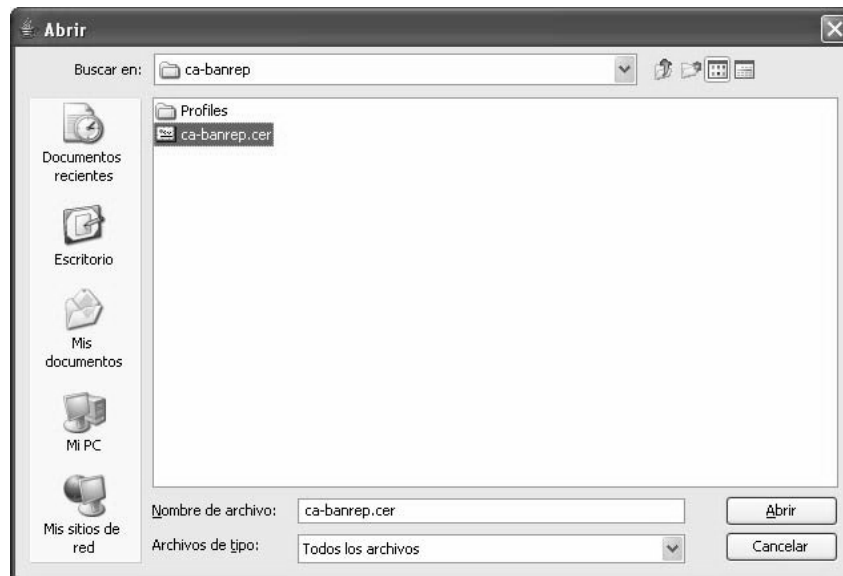 Abrir
Buscar en: ca-banrep
Profiles
ca-banrep.cer
Documentos
recientes
Escritorio
Mis
documentos
Mi PC
Mis sitios de
red
Nombre de archivo: ca-banrep.cer
Abrir
Archivos de tipo: Todos los archivos
Cancelar